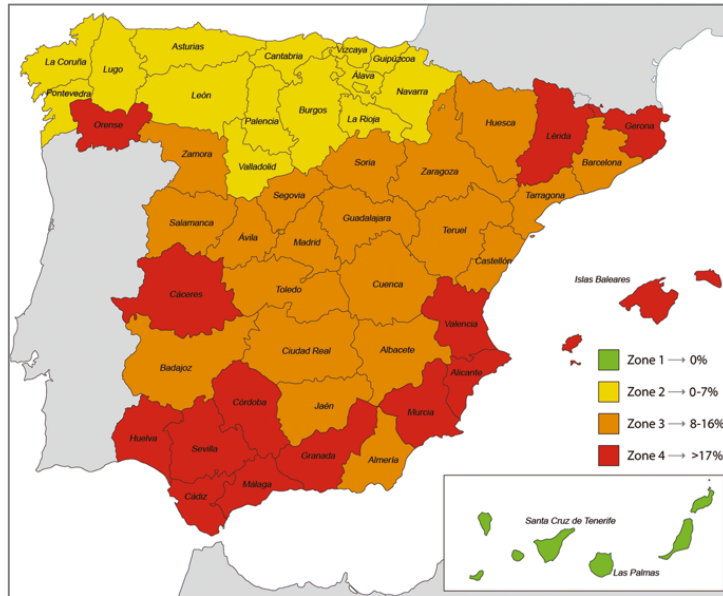 La Coruña
Lugo
Asturias
Cantabria
Vizcaya
Guipúzcoa
Álava
Navarra
Pontevedra
Orense
León
Palencia
Burgos
La Rioja
Huesca
Lérida
Gerona
Barcelona
Zamora
Valladolid
Soria
Zaragoza
Tarragona
Segovia
Salamanca
Ávila
Madrid
Guadalajara
Teruel
Castellón
Cáceres
Toledo
Cuenca
Valencia
Islas Baleares
Badajoz
Ciudad Real
Albacete
Alicante
Córdoba
Jaén
Murcia
Huelva
Sevilla
Granada
Almería
Cádiz
Málaga
Zone 1 → 0%
Zone 2 → 0-7%
Zone 3 → 8-16%
Zone 4 → >17%
Santa Cruz de Tenerife
Las Palmas